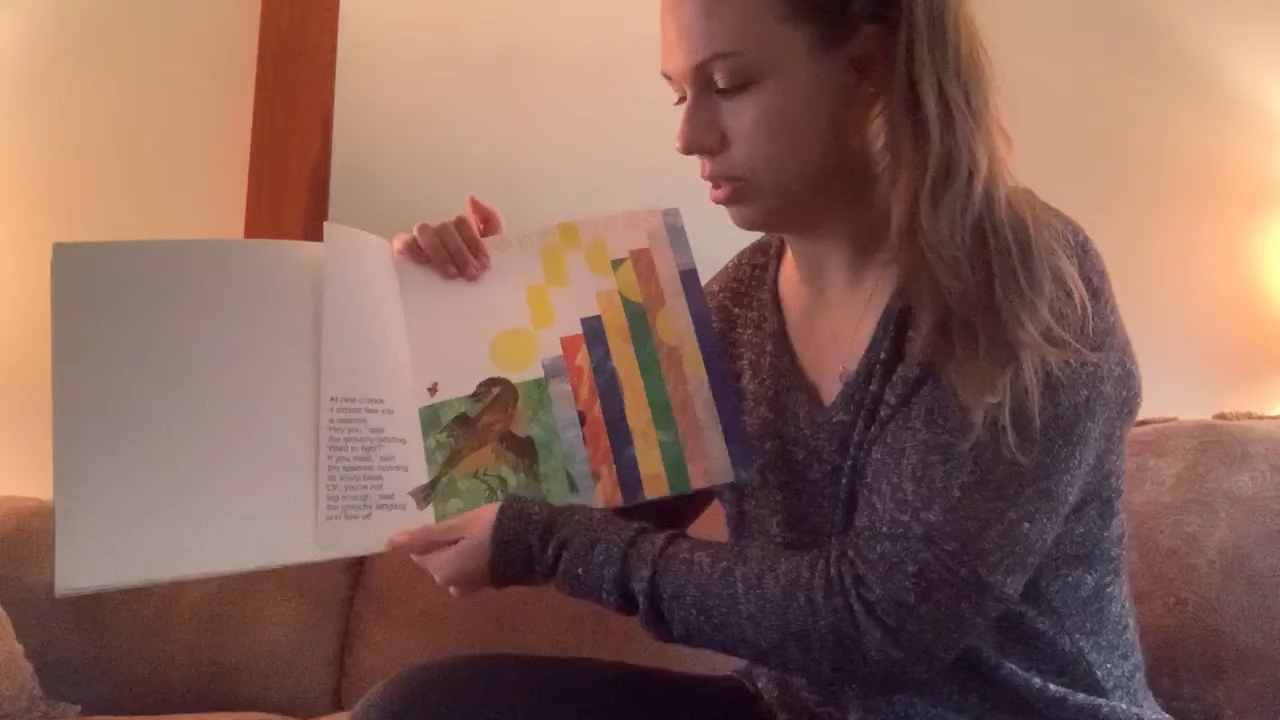 At nine o'clock
it almost flew into
a sparrow.
"Hey you," said
the grouchy ladybug.
"Want to fight?"
"If you insist," said
the sparrow, opening
its sharp beak.
"Oh, you're not
big enough," said
the grouchy ladybug
and flew off.